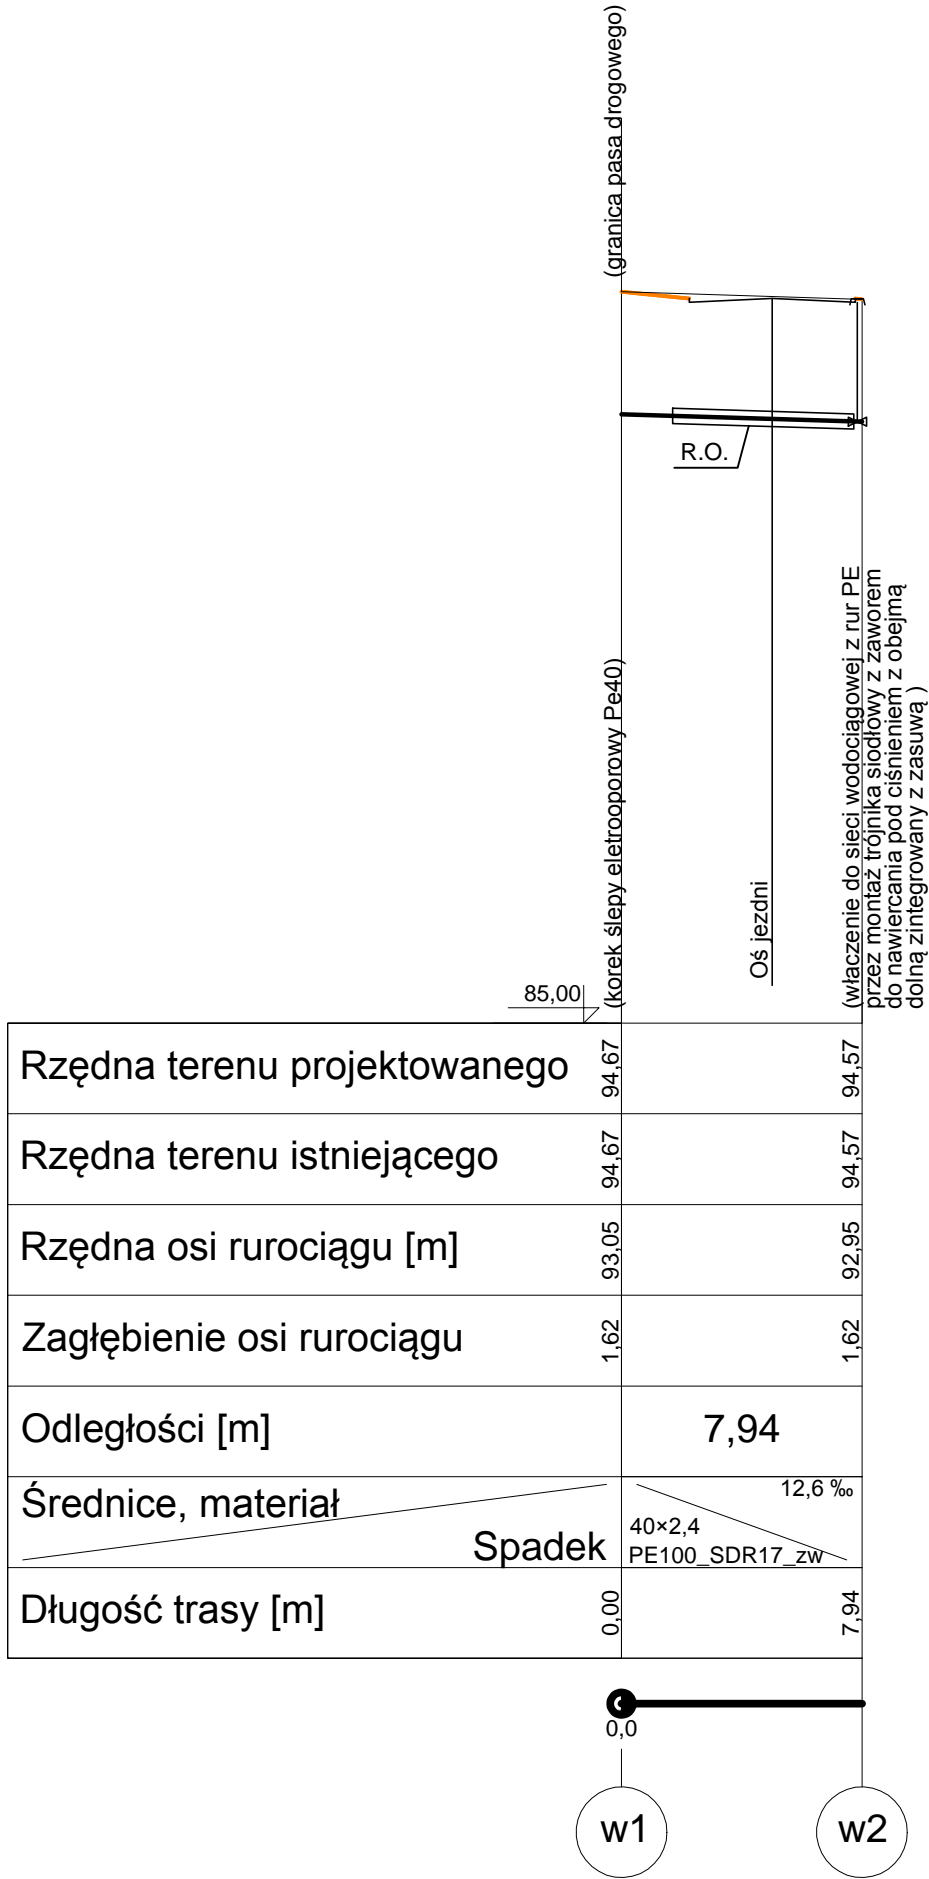 (granica pasa drogowego)
R.O.
(korek ślepy eletrooporowy Pe40)
Oś jezdni
(właczenie do sieci wodociągowej z rur PE
przez montaż trójnika siodłowy z zaworem
do nawiercania pod ciśnieniem z obejmą
dolną zintegrowany z zasuwą )
85,00
Rzędna terenu projektowanego 94,67 94,57
Rzędna terenu istniejącego 94,67 94,57
Rzędna osi rurociągu [m] 93,05 92,95
Zagłębienie osi rurociągu 1,62 1,62
Odległości [m] 7,94
Średnice, materiał 12,6 ‰
Spadek 40×2,4
PE100_SDR17_zw
Długość trasy [m] 0,00 7,94
0,0
w1 w2